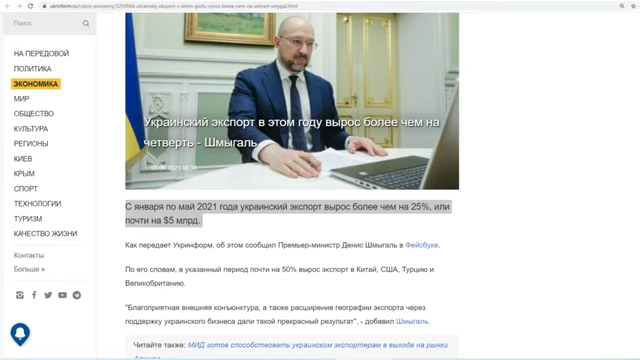 ukrinform.ru/rubric-economy/3259564-ukrainskij-eksport-v-etom-godu-vyros-bolee-cem-na-cetvert-smygal.html
Поиск
НА ПЕРЕДОВОЙ
ПОЛИТИКА
ЭКОНОМИКА
МИР
ОБЩЕСТВО
КУЛЬТУРА
РЕГИОНЫ
КИЕВ
КРЫМ
СПОРТ
ТЕХНОЛОГИИ
ТУРИЗМ
КАЧЕСТВО ЖИЗНИ
Контакты
Больше »
Украинский экспорт в этом году вырос более чем на
четверть - Шмыгаль
С января по май 2021 года украинский экспорт вырос более чем на 25%, или
почти на $5 млрд.
Как передает Укринформ, об этом сообщил Премьер-министр Денис Шмыгаль в Фейсбуке.
По его словам, в указанный период почти на 50% вырос экспорт в Китай, США, Турцию и
Великобританию.
"Благоприятная внешняя конъюнктура, а также расширение географии экспорта через
поддержку украинского бизнеса дали такой прекрасный результат", - добавил Шмыгаль.
Читайте также: МИД готов способствовать украинским экспортерам в выходе на рынки